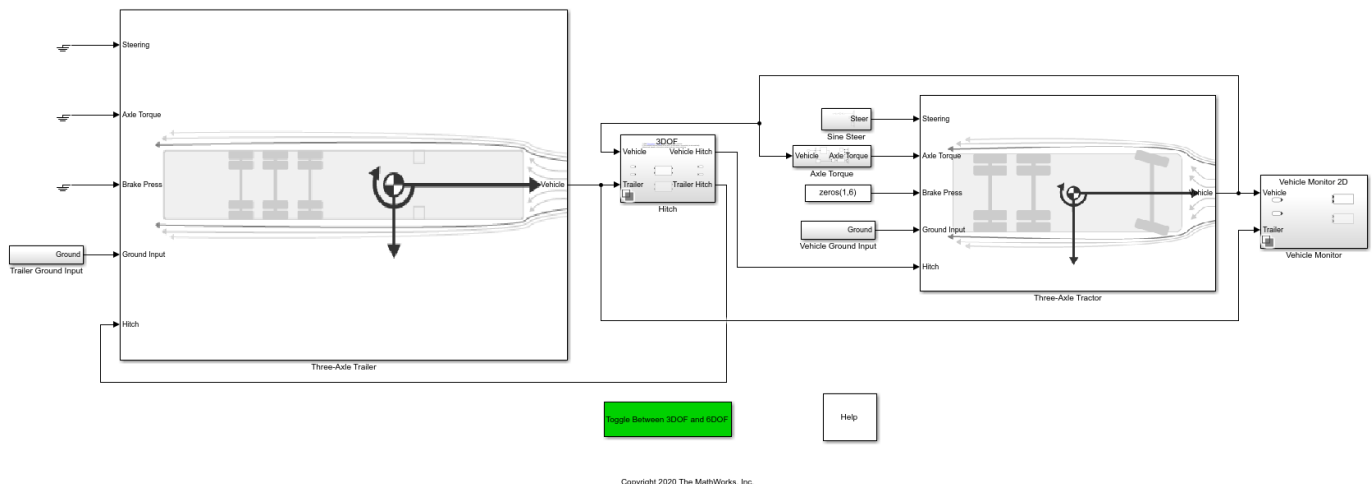 Steering
Axle Torque
Brake Press
Vehicle
Ground
Trailer Ground Input
Ground Input
Hitch
Three-Axle Trailer
3DOF
Vehicle
Vehicle Hitch
Trailer
Trailer Hitch
Hitch
Steer
Sine Steer
Vehicle
Axle Torque
Axle Torque
zeros(1,6)
Ground
Vehicle Ground Input
Steering
Axle Torque
Brake Press
Vehicle
Ground Input
Hitch
Three-Axle Tractor
Vehicle Monitor 2D
Vehicle
Trailer
Vehicle Monitor
Toggle Between 3DOF and 6DOF
Help
Copyright 2020 The MathWorks, Inc.